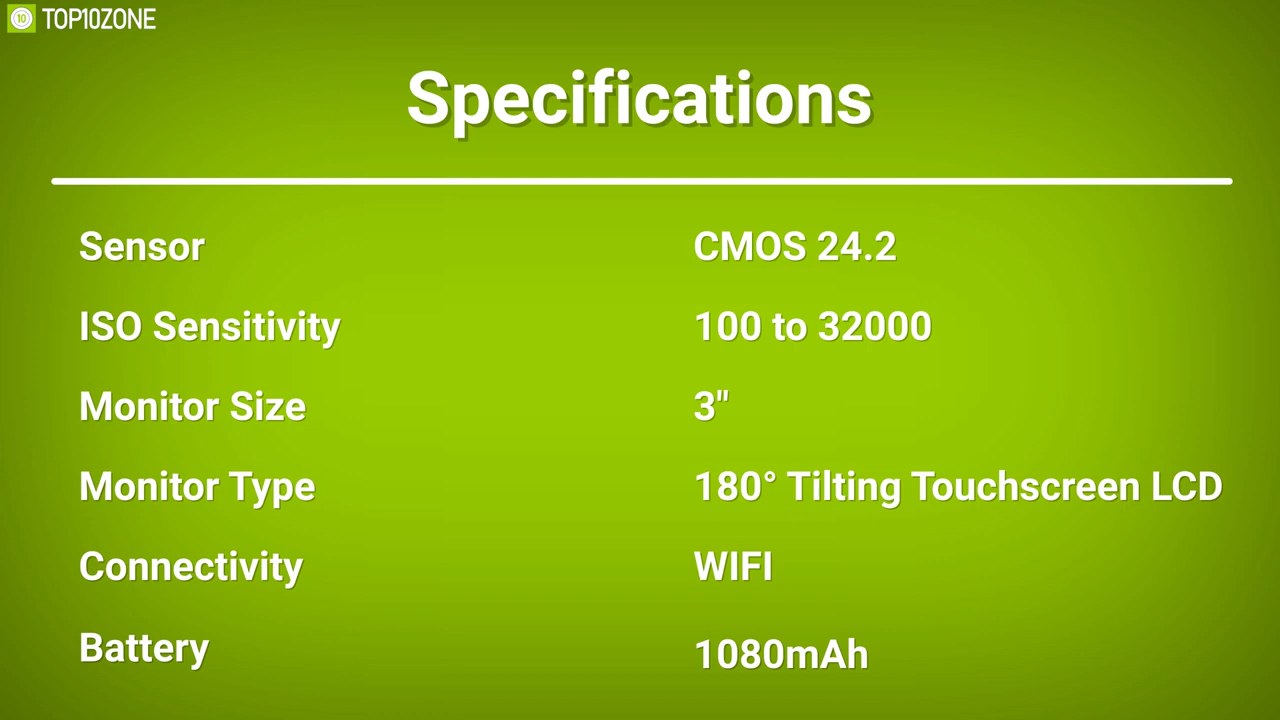 10 TOP10ZONE
Specifications
Sensor CMOS 24.2
ISO Sensitivity 100 to 32000
Monitor Size 3"
Monitor Type 180° Tilting Touchscreen LCD
Connectivity WIFI
Battery 1080mAh